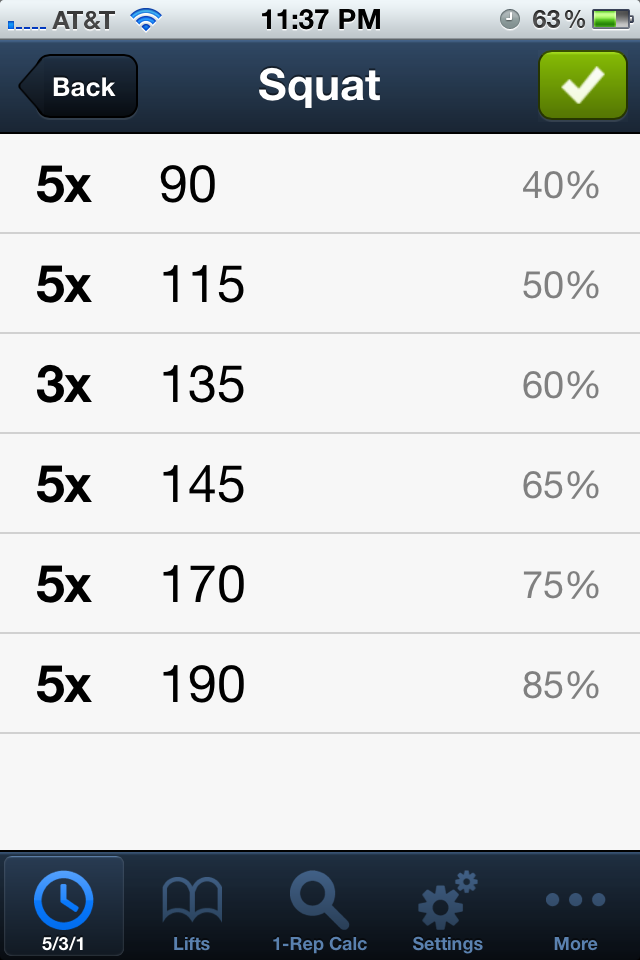 AT&T 11:37 PM 63%
Back Squat
5x 90 40%
5x 115 50%
3x 135 60%
5x 145 65%
5x 170 75%
5x 190 85%
5/3/1 Lifts 1-Rep Calc Settings More